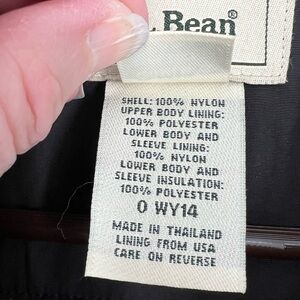 Bean®
SHELL: 100% NYLON
UPPER BODY LINING:
100% POLYESTER
LOWER BODY AND
SLEEVE LINING:
100% NYLON
LOWER BODY AND
SLEEVE INSULATION:
100% POLYESTER
0 WY14
MADE IN THAILAND
LINING FROM USA
CARE ON REVERSE